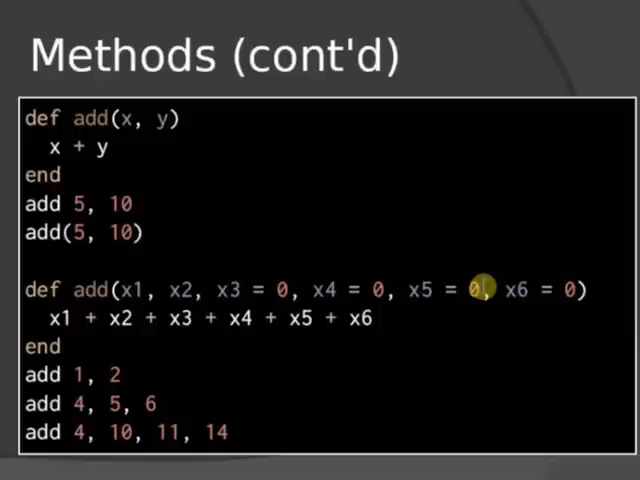 Methods (cont'd)
def add(x, y)
  x + y
end
add 5, 10
add(5, 10)
def add(x1, x2, x3 = 0, x4 = 0, x5 = 0, x6 = 0)
  x1 + x2 + x3 + x4 + x5 + x6
end
add 1, 2
add 4, 5, 6
add 4, 10, 11, 14